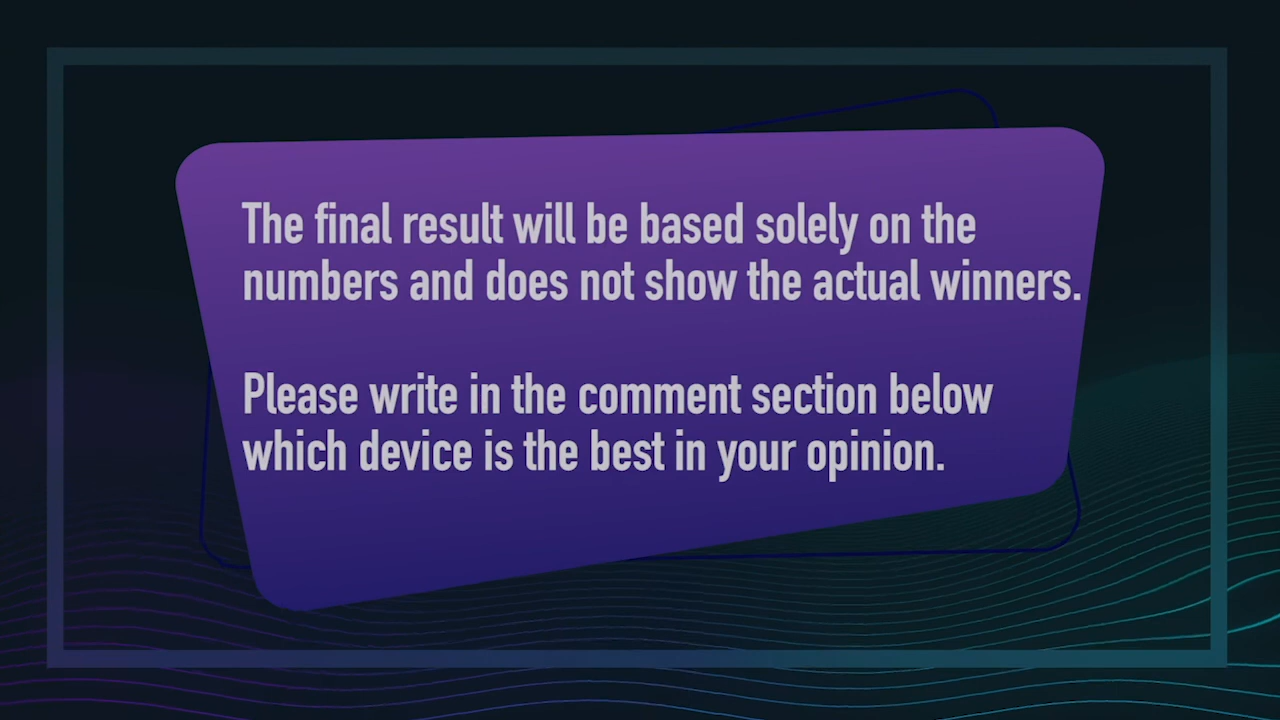 The final result will be based solely on the
numbers and does not show the actual winners.
Please write in the comment section below
which device is the best in your opinion.